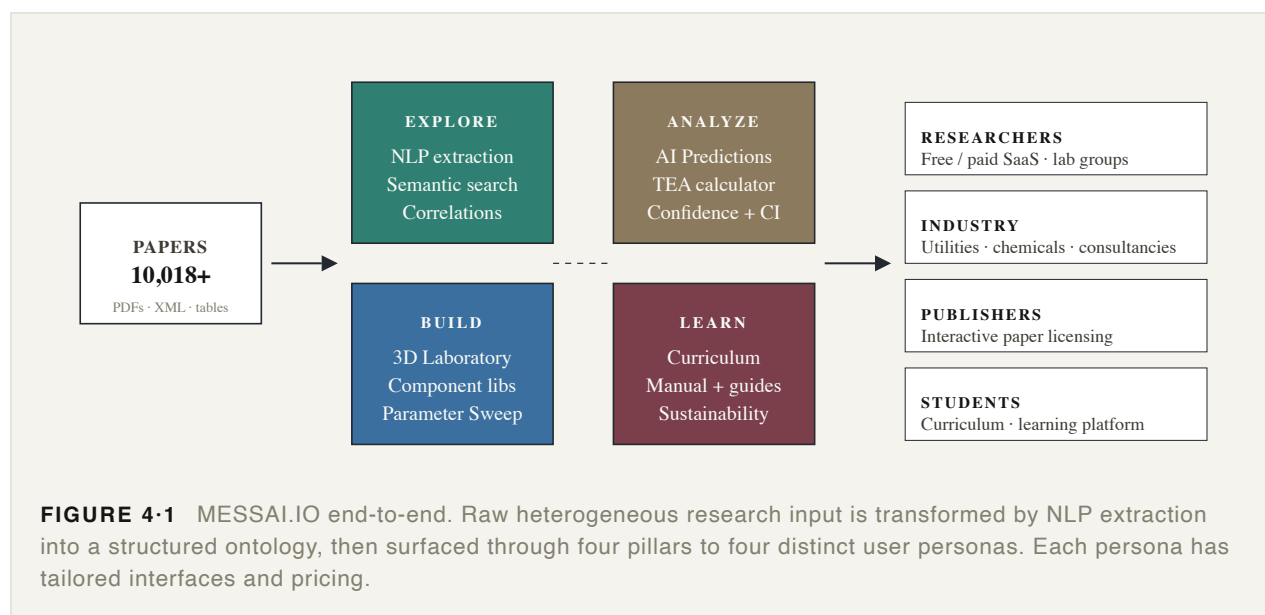 PAPERS
10,018+
PDFs · XML · tables
EXPLORE
NLP extraction
Semantic search
Correlations
BUILD
3D Laboratory
Component libs
Parameter Sweep
ANALYZE
AI Predictions
TEA calculator
Confidence + CI
LEARN
Curriculum
Manual + guides
Sustainability
RESEARCHERS
Free / paid SaaS · lab groups
INDUSTRY
Utilities · chemicals · consultancies
PUBLISHERS
Interactive paper licensing
STUDENTS
Curriculum · learning platform
FIGURE 4·1 MESSAI.IO end-to-end. Raw heterogeneous research input is transformed by NLP extraction
into a structured ontology, then surfaced through four pillars to four distinct user personas. Each persona has
tailored interfaces and pricing.